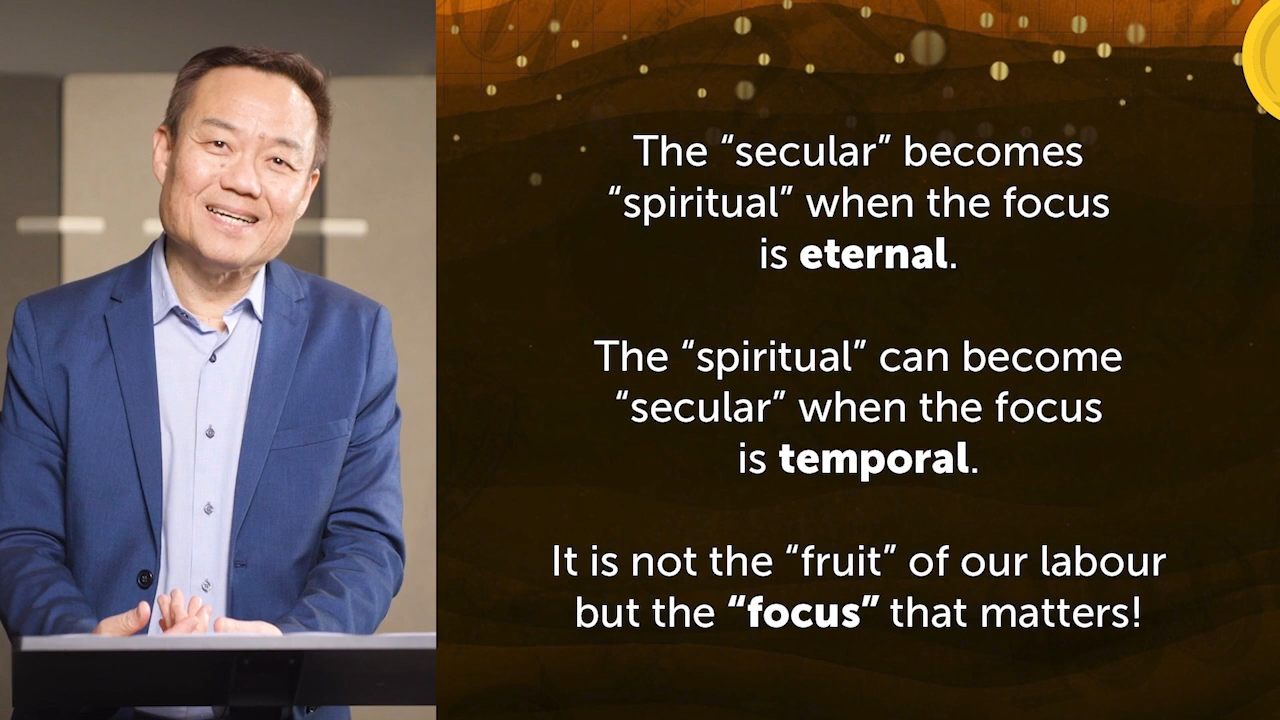 The “secular” becomes
“spiritual” when the focus
is eternal.
The “spiritual” can become
“secular” when the focus
is temporal.
It is not the “fruit” of our labour
but the “focus” that matters!